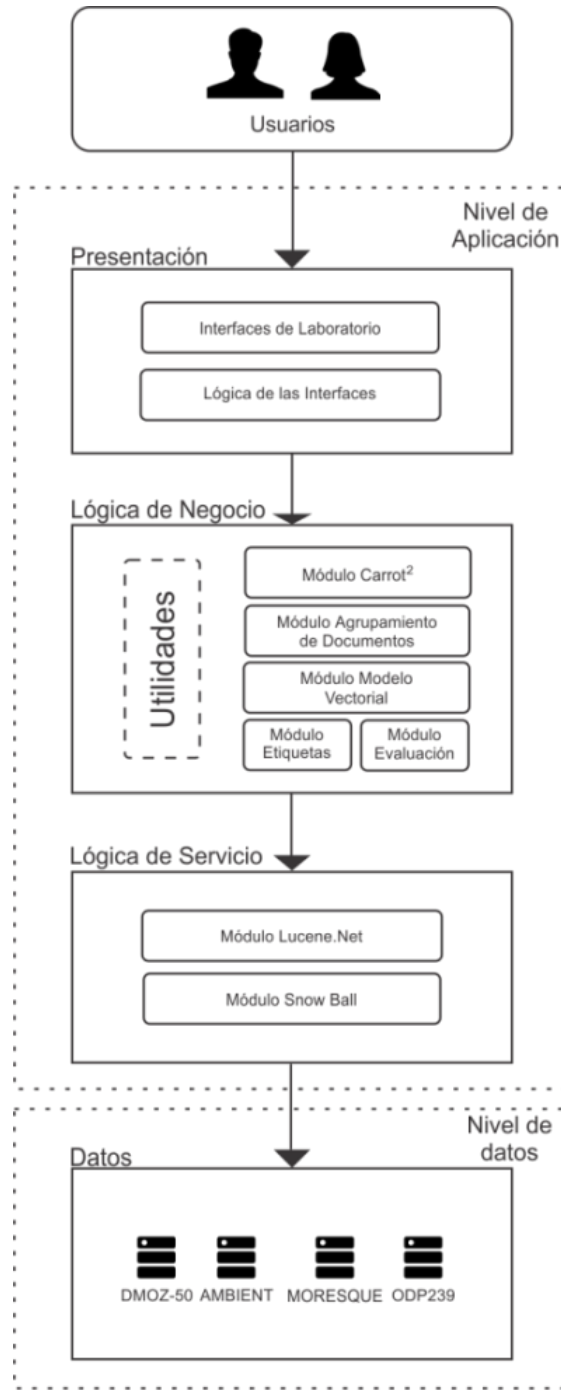 Usuarios
Nivel de
Aplicación
Presentación
Interfaces de Laboratorio
Lógica de las Interfaces
Lógica de Negocio
Utilidades
Módulo Carrot²
Módulo Agrupamiento
de Documentos
Módulo Modelo
Vectorial
Módulo
Etiquetas
Módulo
Evaluación
Lógica de Servicio
Módulo Lucene.Net
Módulo Snow Ball
Nivel de
datos
Datos
DMOZ-50 AMBIENT MORESQUE ODP239